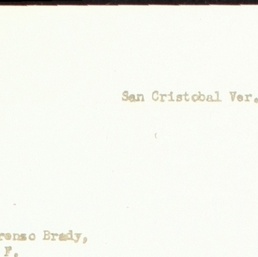 San Cristobal Ver.
renso Brady,
F.